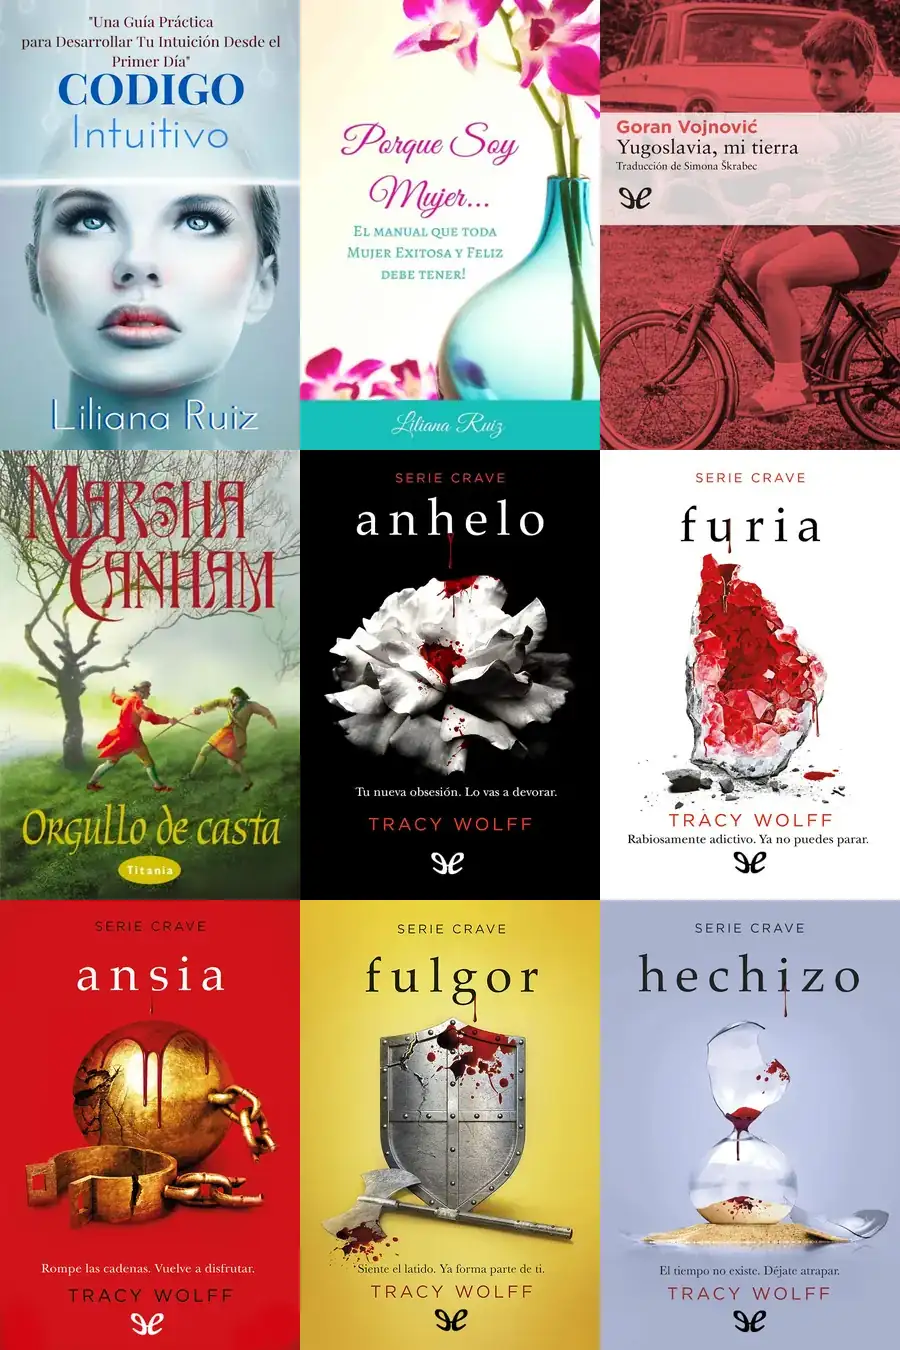 "Una Guía Práctica
para Desarrollar Tu Intuición Desde el
Primer Día"
CODIGO
Intuitivo
Liliana Ruiz
Porque Soy
Mujer...
EL MANUAL QUE TODA
MUJER EXITOSA Y FELIZ
DEBE TENER!
Liliana Ruiz
Goran Vojnović
Yugoslavia, mi tierra
Traducción de Simona Škrabec
MARSHA
CANHAM
Orgullo de casta
Titania
SERIE CRAVE
anhelo
Tu nueva obsesión. Lo vas a devorar.
TRACY WOLFF
SERIE CRAVE
furia
TRACY WOLFF
Rabiosamente adictivo. Ya no puedes parar.
SERIE CRAVE
ansia
Rompe las cadenas. Vuelve a disfrutar.
TRACY WOLFF
SERIE CRAVE
fulgor
Siente el latido. Ya forma parte de ti.
TRACY WOLFF
SERIE CRAVE
hechizo
El tiempo no existe. Déjate atrapar.
TRACY WOLFF